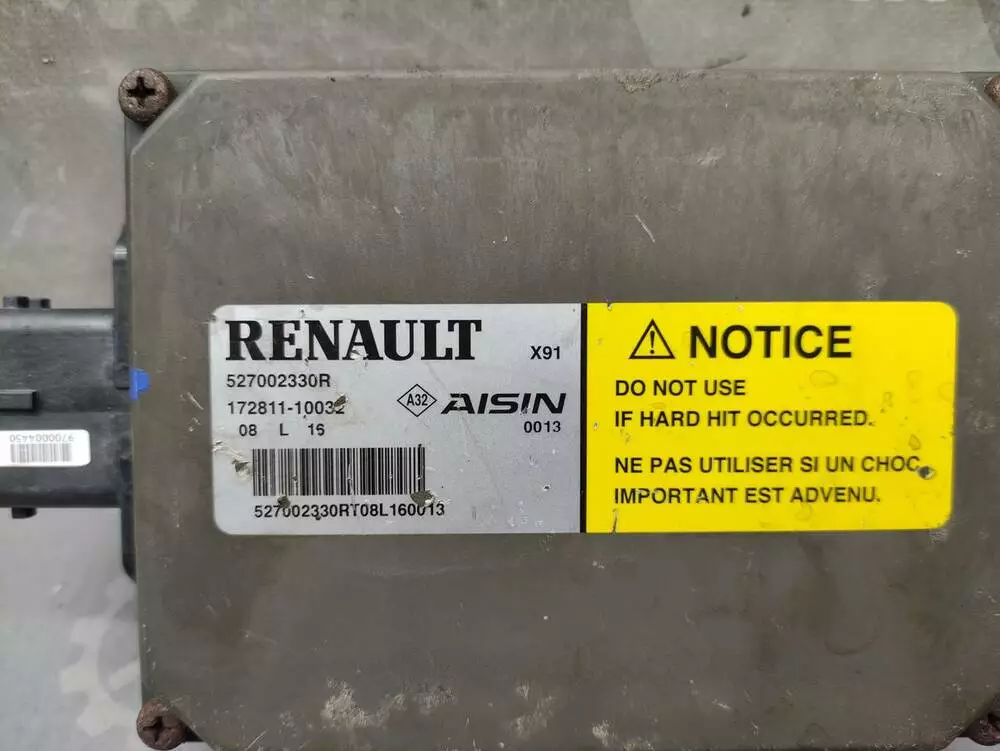 RENAULT
X91
527002330R
172811-10032
A32
AISIN
08 L 16
0013
527002330RT08L160013
NOTICE
DO NOT USE
IF HARD HIT OCCURRED.
NE PAS UTILISER SI UN CHOC
IMPORTANT EST ADVENU.
9700004450